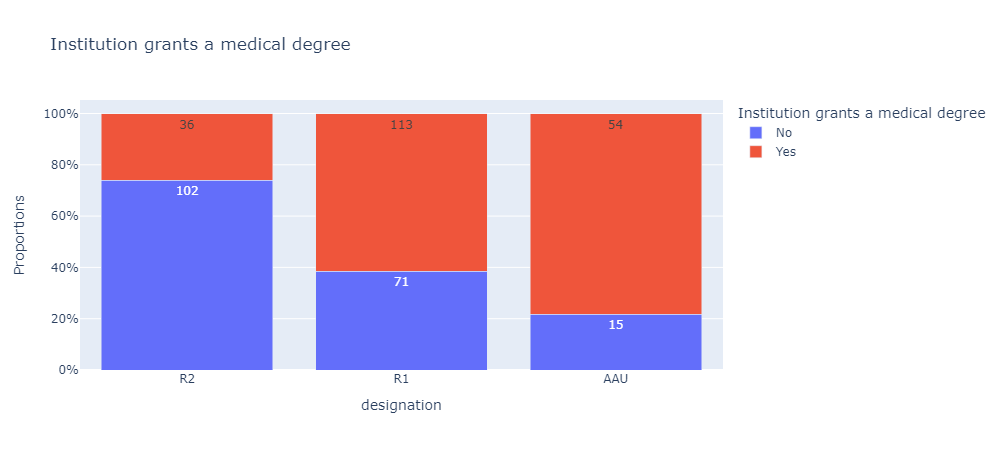 Institution grants a medical degree
100%
80%
60%
40%
20%
0%
Proportions
36
102
113
71
54
15
R2
R1
AAU
designation
Institution grants a medical degree
No
Yes